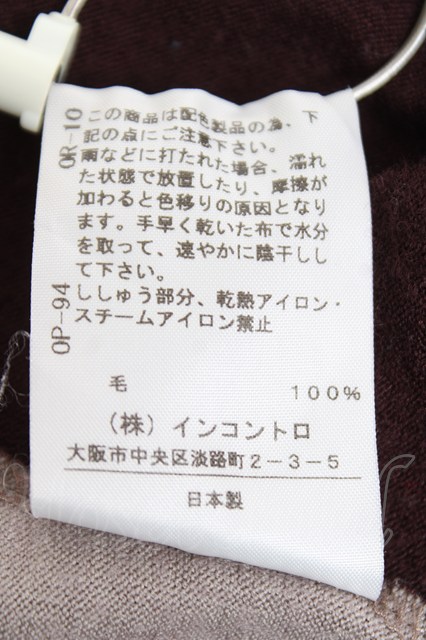 OR-10
この商品は配色製品の為、下
記の点にご注意下さい。
雨などに打たれた場合、濡れ
た状態で放置したり、摩擦が
加わると色移りの原因となり
ます。手早く乾いた布で水分
を取って、速やかに陰干しし
て下さい。
OP-94
ししゅう部分、乾熱アイロン・
スチームアイロン禁止
毛 100%
(株)インコントロ
大阪市中央区淡路町2-3-5
日本製